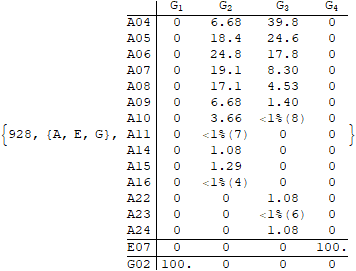 G1 G2 G3 G4
A04 0 6.68 39.8 0
A05 0 18.4 24.6 0
A06 0 24.8 17.8 0
A07 0 19.1 8.30 0
A08 0 17.1 4.53 0
A09 0 6.68 1.40 0
A10 0 3.66 <1%(8) 0
{928, {A, E, G}, A11 0 <1%(7) 0 0 }
A14 0 1.08 0 0
A15 0 1.29 0 0
A16 0 <1%(4) 0 0
A22 0 0 1.08 0
A23 0 0 <1%(6) 0
A24 0 0 1.08 0
E07 0 0 0 100.
G02 100. 0 0 0